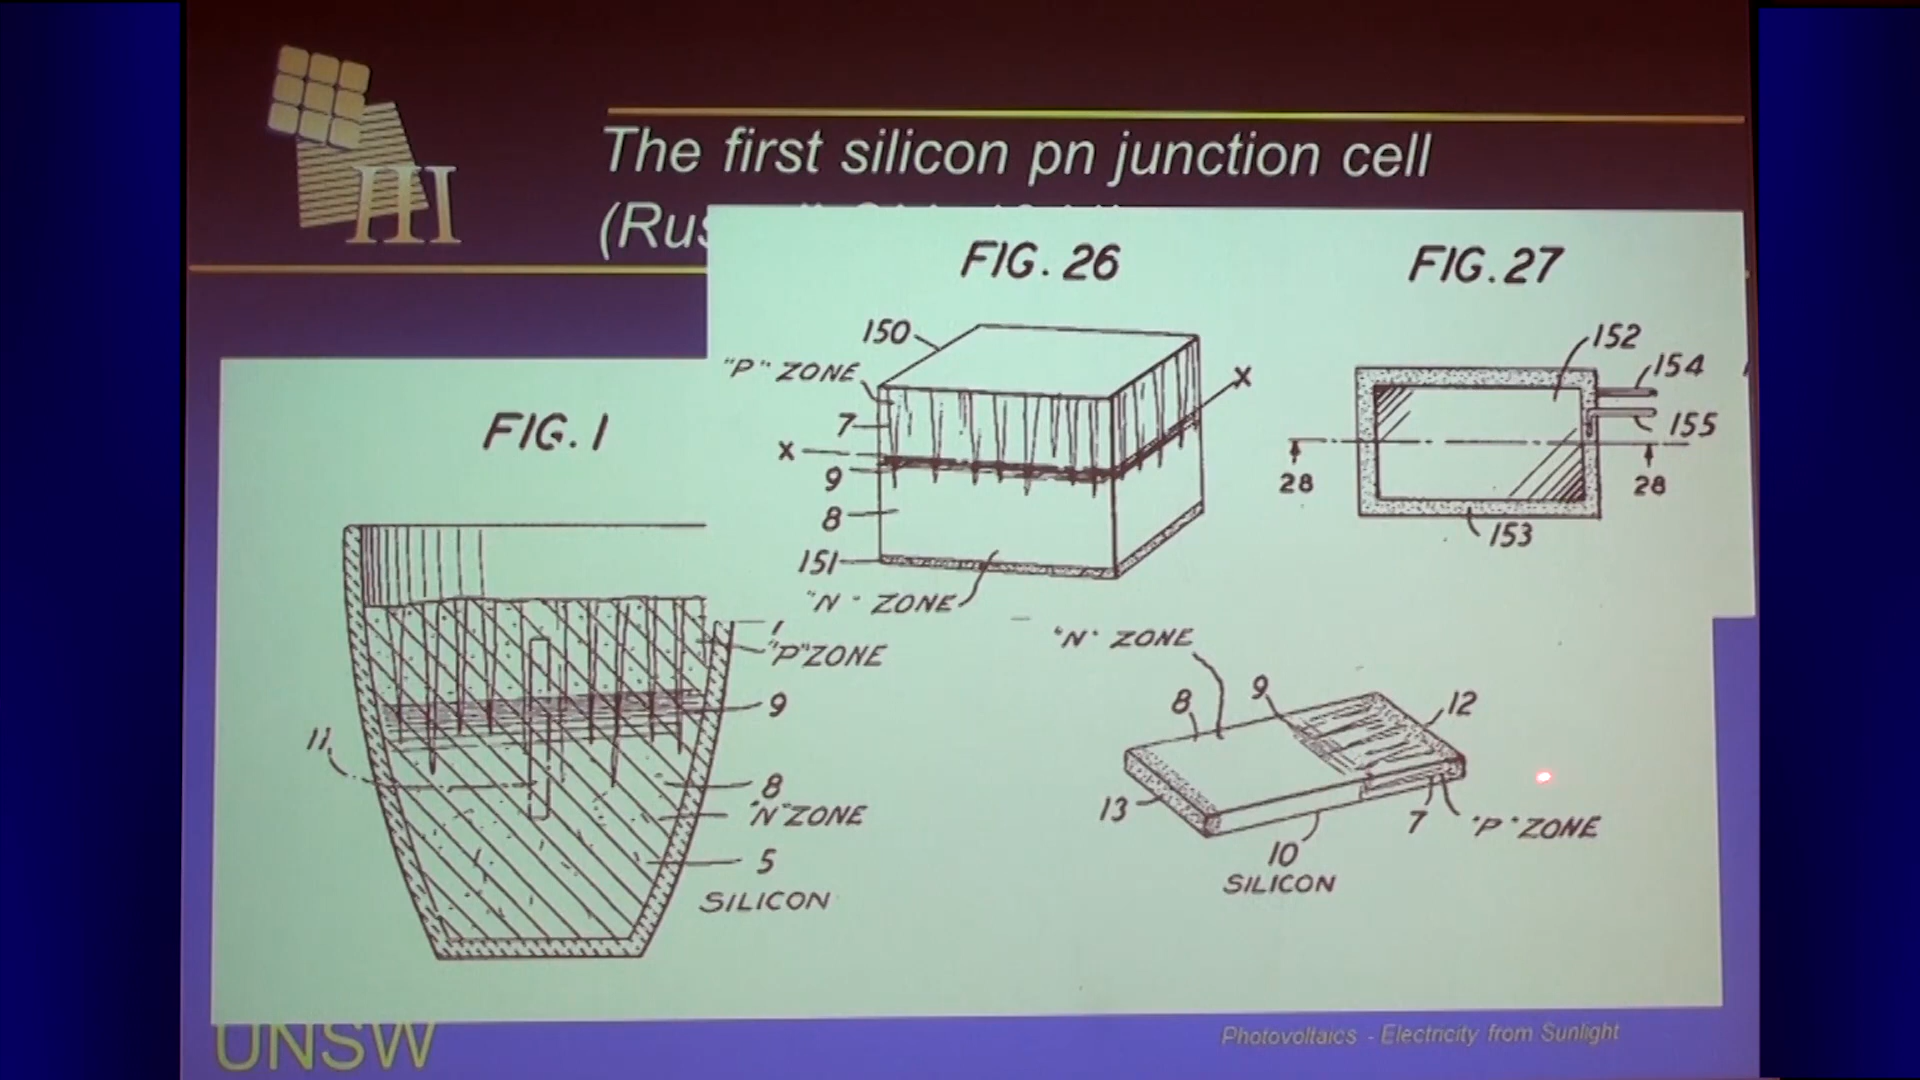 The first silicon pn junction cell
(Rus
FIG. 26
FIG. 27
150
"P" ZONE
7
X
X
9
8
151
"N" ZONE
152
154
155
28
28
153
FIG. 1
1
"P" ZONE
9
11
8
"N" ZONE
5
SILICON
"N" ZONE
8
9
12
13
10
SILICON
7
"P" ZONE
UNSW
Photovoltaics - Electricity from Sunlight